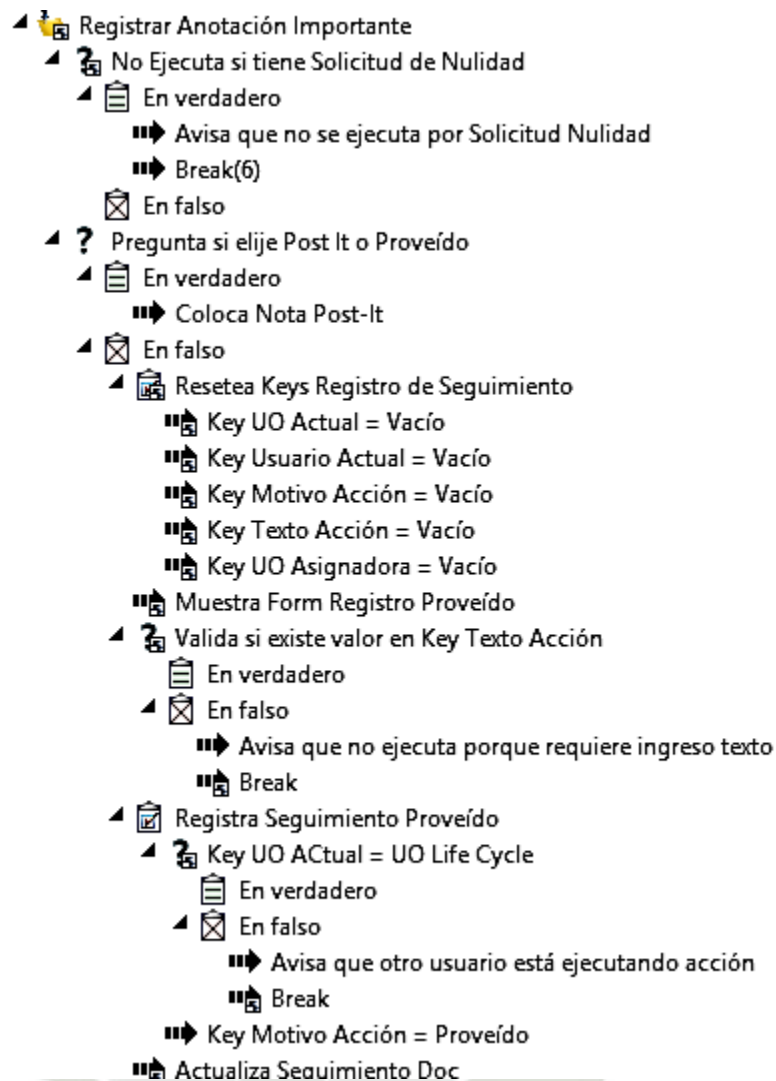 Registrar Anotación Importante
No Ejecuta si tiene Solicitud de Nulidad
En verdadero
Avisa que no se ejecuta por Solicitud Nulidad
Break(6)
En falso
? Pregunta si elije Post It o Proveído
En verdadero
Coloca Nota Post-It
En falso
Resetea Keys Registro de Seguimiento
Key UO Actual = Vacío
Key Usuario Actual = Vacío
Key Motivo Acción = Vacío
Key Texto Acción = Vacío
Key UO Asignadora = Vacío
Muestra Form Registro Proveído
Valida si existe valor en Key Texto Acción
En verdadero
En falso
Avisa que no ejecuta porque requiere ingreso texto
Break
Registra Seguimiento Proveído
Key UO ACtual = UO Life Cycle
En verdadero
En falso
Avisa que otro usuario está ejecutando acción
Break
Key Motivo Acción = Proveído
Actualiza Seguimiento Doc